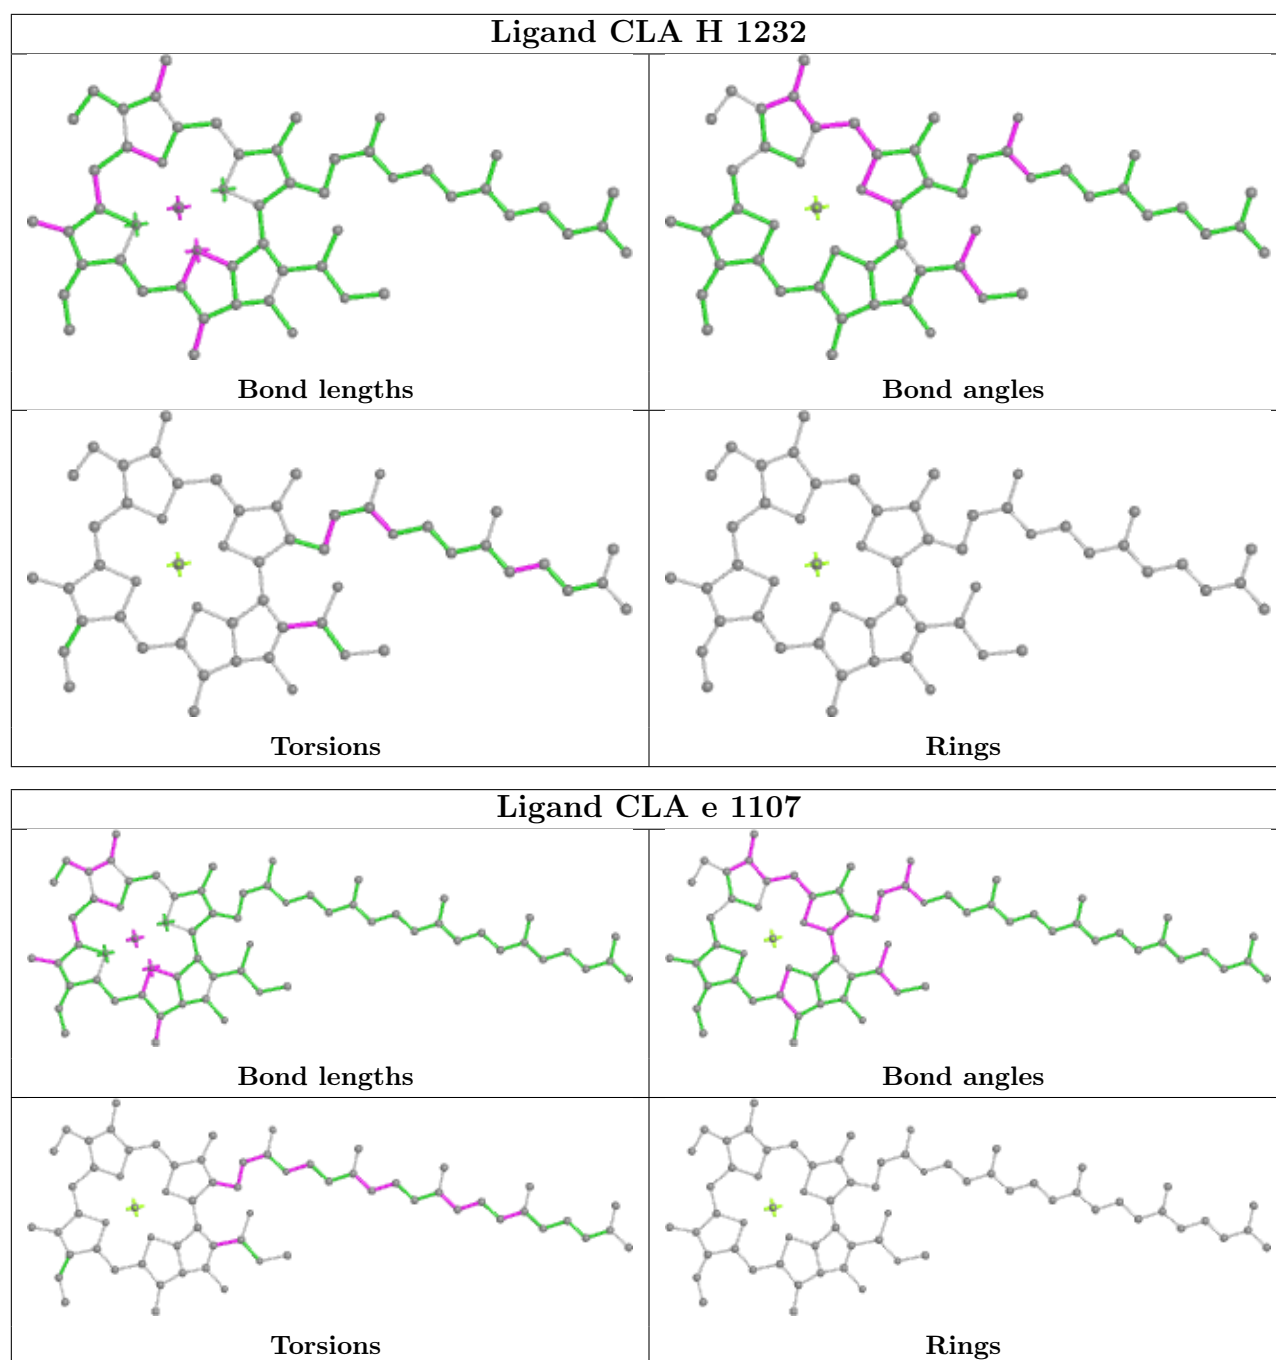 Ligand CLA H 1232
Bond lengths
Bond angles
Torsions
Rings
Ligand CLA e 1107
Bond lengths
Bond angles
Torsions
Rings